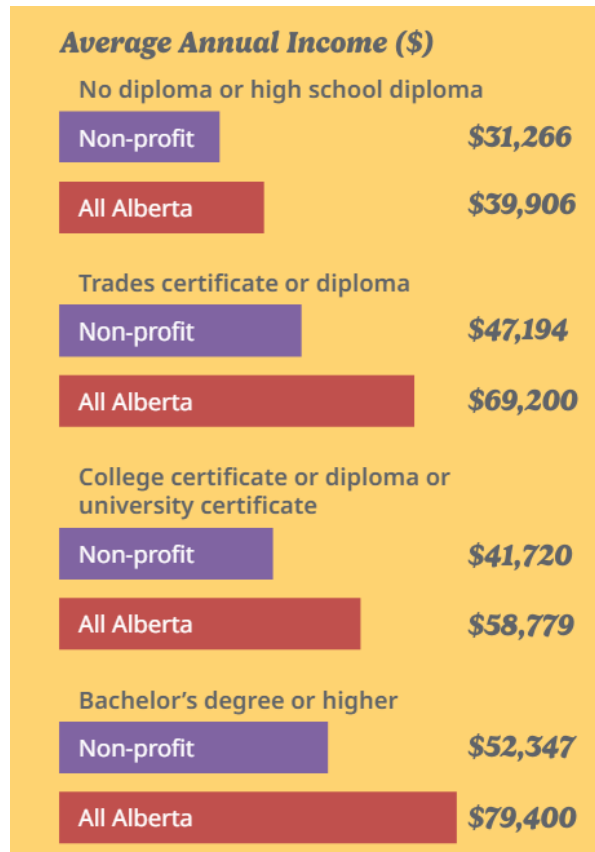 Average Annual Income ($)
No diploma or high school diploma
Non-profit $31,266
All Alberta $39,906
Trades certificate or diploma
Non-profit $47,194
All Alberta $69,200
College certificate or diploma or
university certificate
Non-profit $41,720
All Alberta $58,779
Bachelor’s degree or higher
Non-profit $52,347
All Alberta $79,400